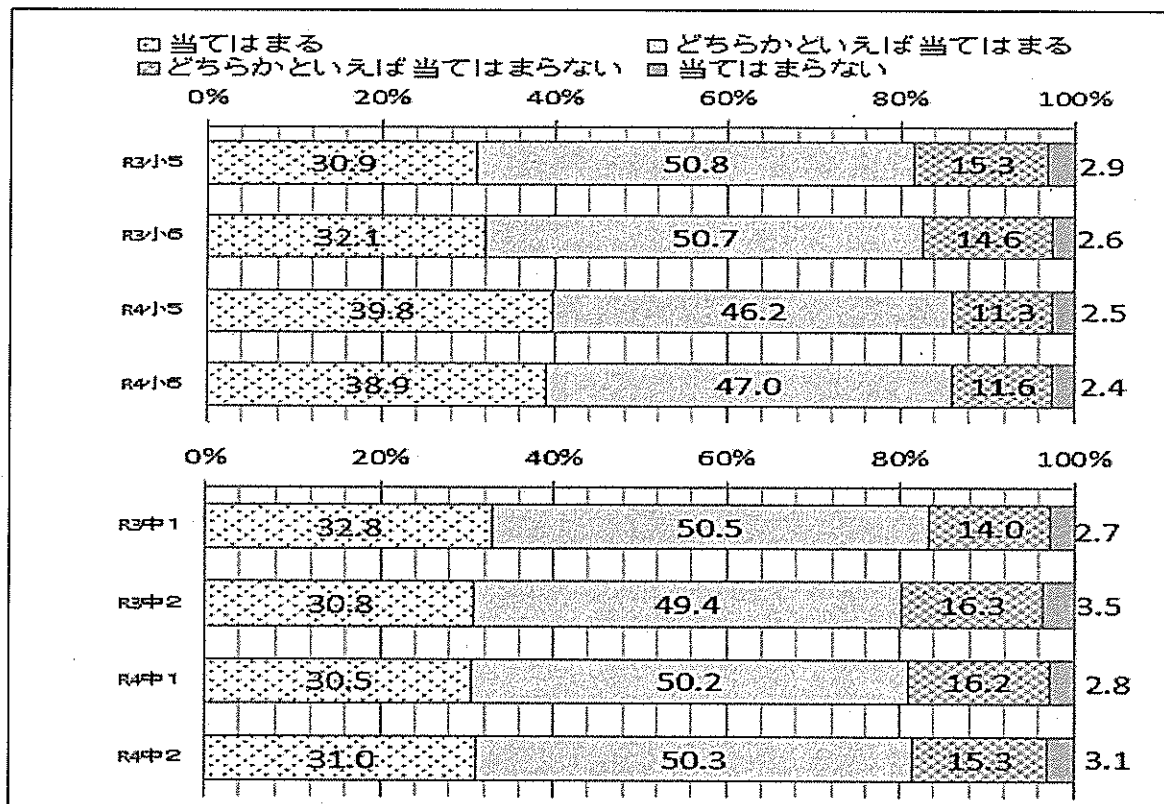 当てはまる どちらかといえば当てはまる
どちらかといえば当てはまらない 当てはまらない
0% 20% 40% 60% 80% 100%
R3小5 30.9 50.8 15.3 2.9
R3小6 32.1 50.7 14.6 2.6
R4小5 39.8 46.2 11.3 2.5
R4小6 38.9 47.0 11.6 2.4
0% 20% 40% 60% 80% 100%
R3中1 32.8 50.5 14.0 2.7
R3中2 30.8 49.4 16.3 3.5
R4中1 30.5 50.2 16.2 2.8
R4中2 31.0 50.3 15.3 3.1